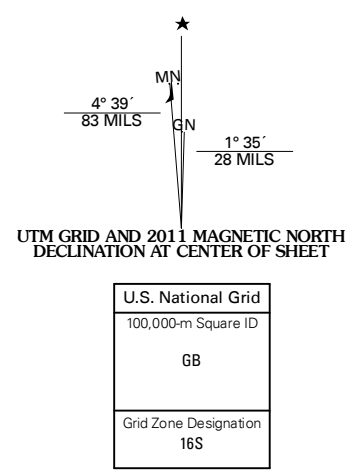 ★
MN
4° 39´
83 MILS
GN
1° 35´
28 MILS
UTM GRID AND 2011 MAGNETIC NORTH
DECLINATION AT CENTER OF SHEET
U.S. National Grid
100,000-m Square ID
GB
Grid Zone Designation
16S